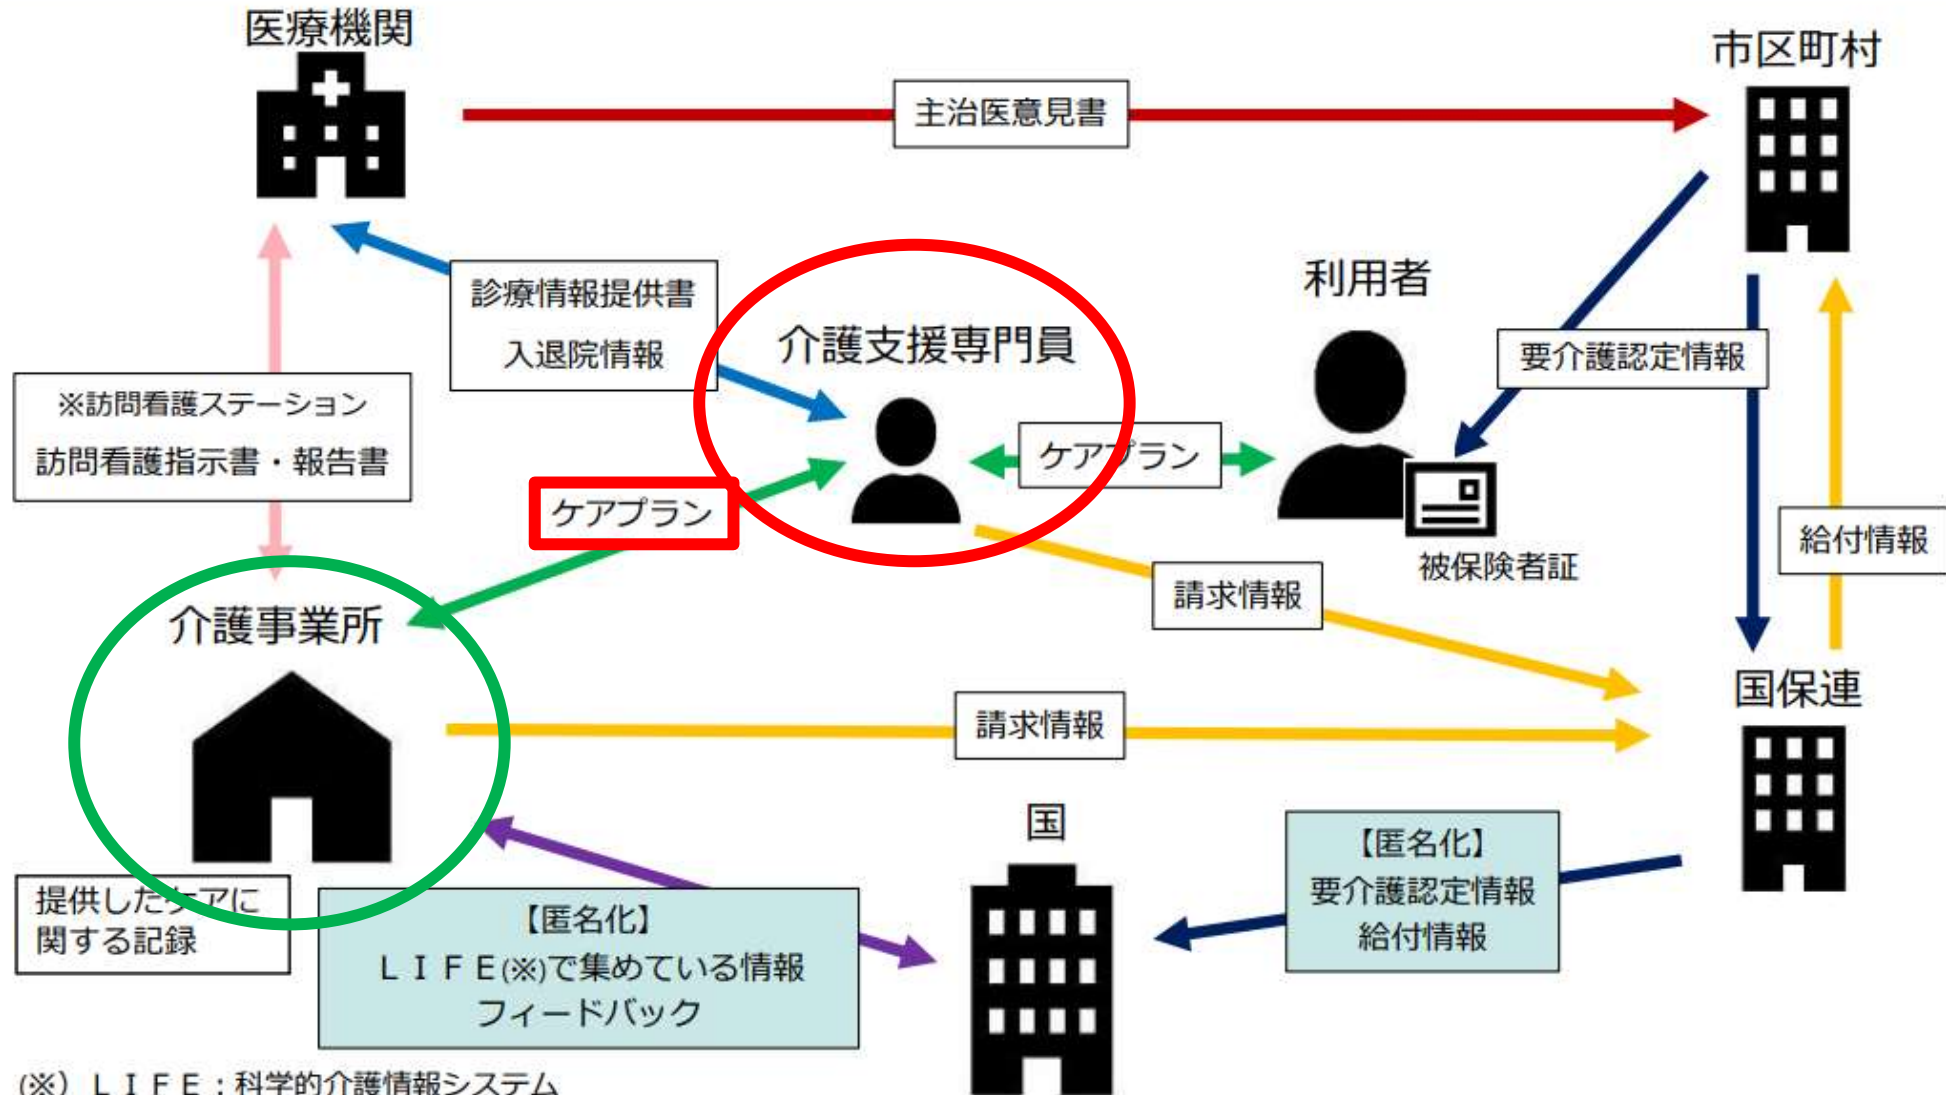 医療機関
市区町村
主治医意見書
診療情報提供書
入退院情報
利用者
介護支援専門員
要介護認定情報
※訪問看護ステーション
訪問看護指示書・報告書
ケアプラン
ケアプラン
給付情報
被保険者証
請求情報
介護事業所
国保連
請求情報
国
【匿名化】
要介護認定情報
給付情報
提供したケアに
関する記録
【匿名化】
ＬＩＦＥ(※)で集めている情報
フィードバック
(※）ＬＩＦＥ：科学的介護情報システム